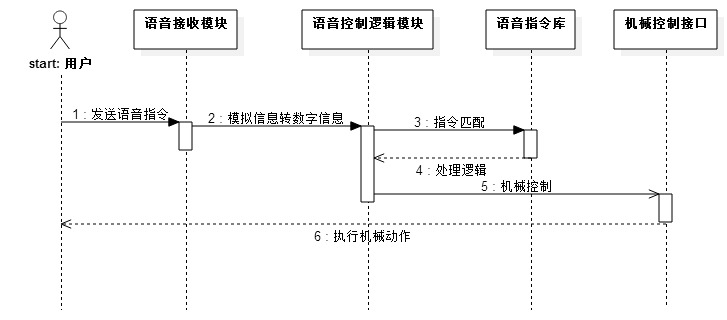 语音接收模块
语音控制逻辑模块
语音指令库
机械控制接口
start: 用户
1 : 发送语音指令
2 : 模拟信息转数字信息
3 : 指令匹配
4 : 处理逻辑
5 : 机械控制
6 : 执行机械动作